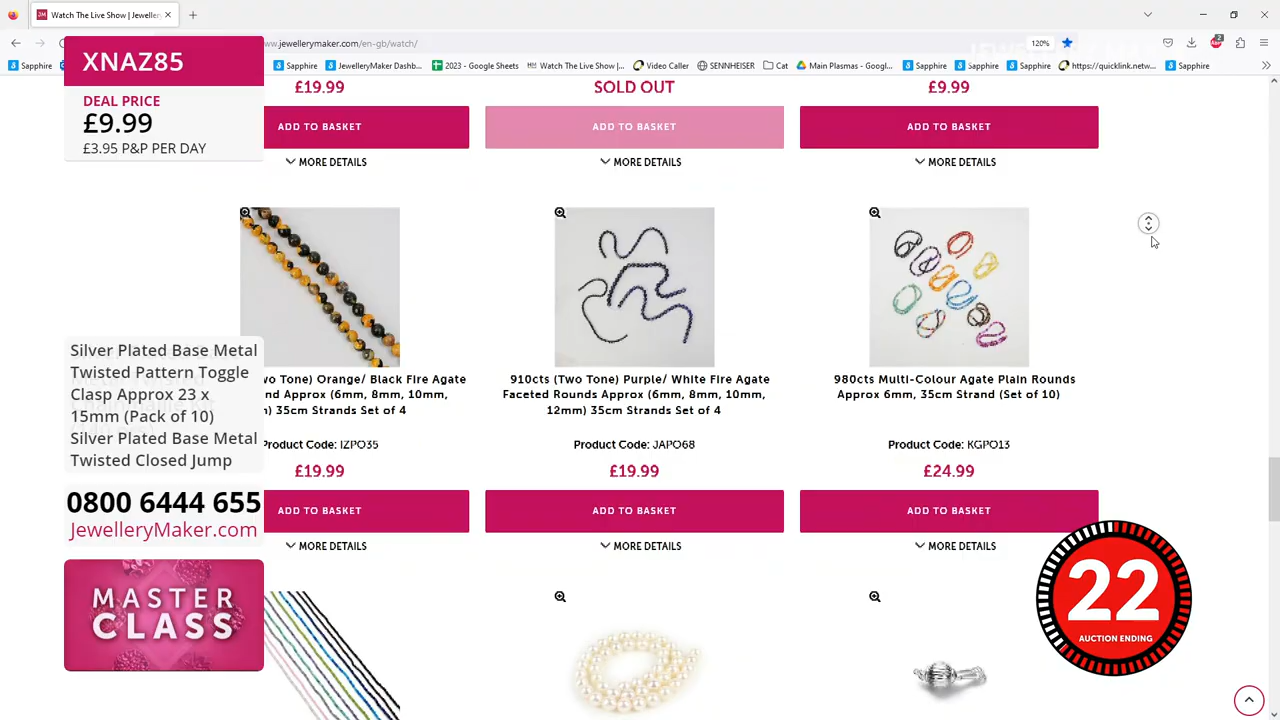 Watch The Live Show | Jeweller
XNAZ85
DEAL PRICE
£9.99
£3.95 P&P PER DAY
ww.jewellerymaker.com/en-gb/watch/
120%
Sapphire
Sapphire
JewelleryMaker Dashb...
2023 - Google Sheets
Watch The Live Show |...
Video Caller
SENNHEISER
Cat
Main Plasmas - Googl...
Sapphire
Sapphire
Sapphire
https://quicklink.netw...
Sapphire
£19.99
SOLD OUT
£9.99
ADD TO BASKET
ADD TO BASKET
ADD TO BASKET
MORE DETAILS
MORE DETAILS
MORE DETAILS
wo Tone) Orange/ Black Fire Agate
nd Approx (6mm, 8mm, 10mm,
) 35cm Strands Set of 4
910cts (Two Tone) Purple/ White Fire Agate
Faceted Rounds Approx (6mm, 8mm, 10mm,
12mm) 35cm Strands Set of 4
980cts Multi-Colour Agate Plain Rounds
Approx 6mm, 35cm Strand (Set of 10)
Product Code: IZPO35
Product Code: JAPO68
Product Code: KGPO13
£19.99
£19.99
£24.99
ADD TO BASKET
ADD TO BASKET
ADD TO BASKET
MORE DETAILS
MORE DETAILS
MORE DETAILS
Silver Plated Base Metal
Twisted Pattern Toggle
Clasp Approx 23 x
15mm (Pack of 10)
Silver Plated Base Metal
Twisted Closed Jump
0800 6444 655
JewelleryMaker.com
MASTER
CLASS
22
AUCTION ENDING